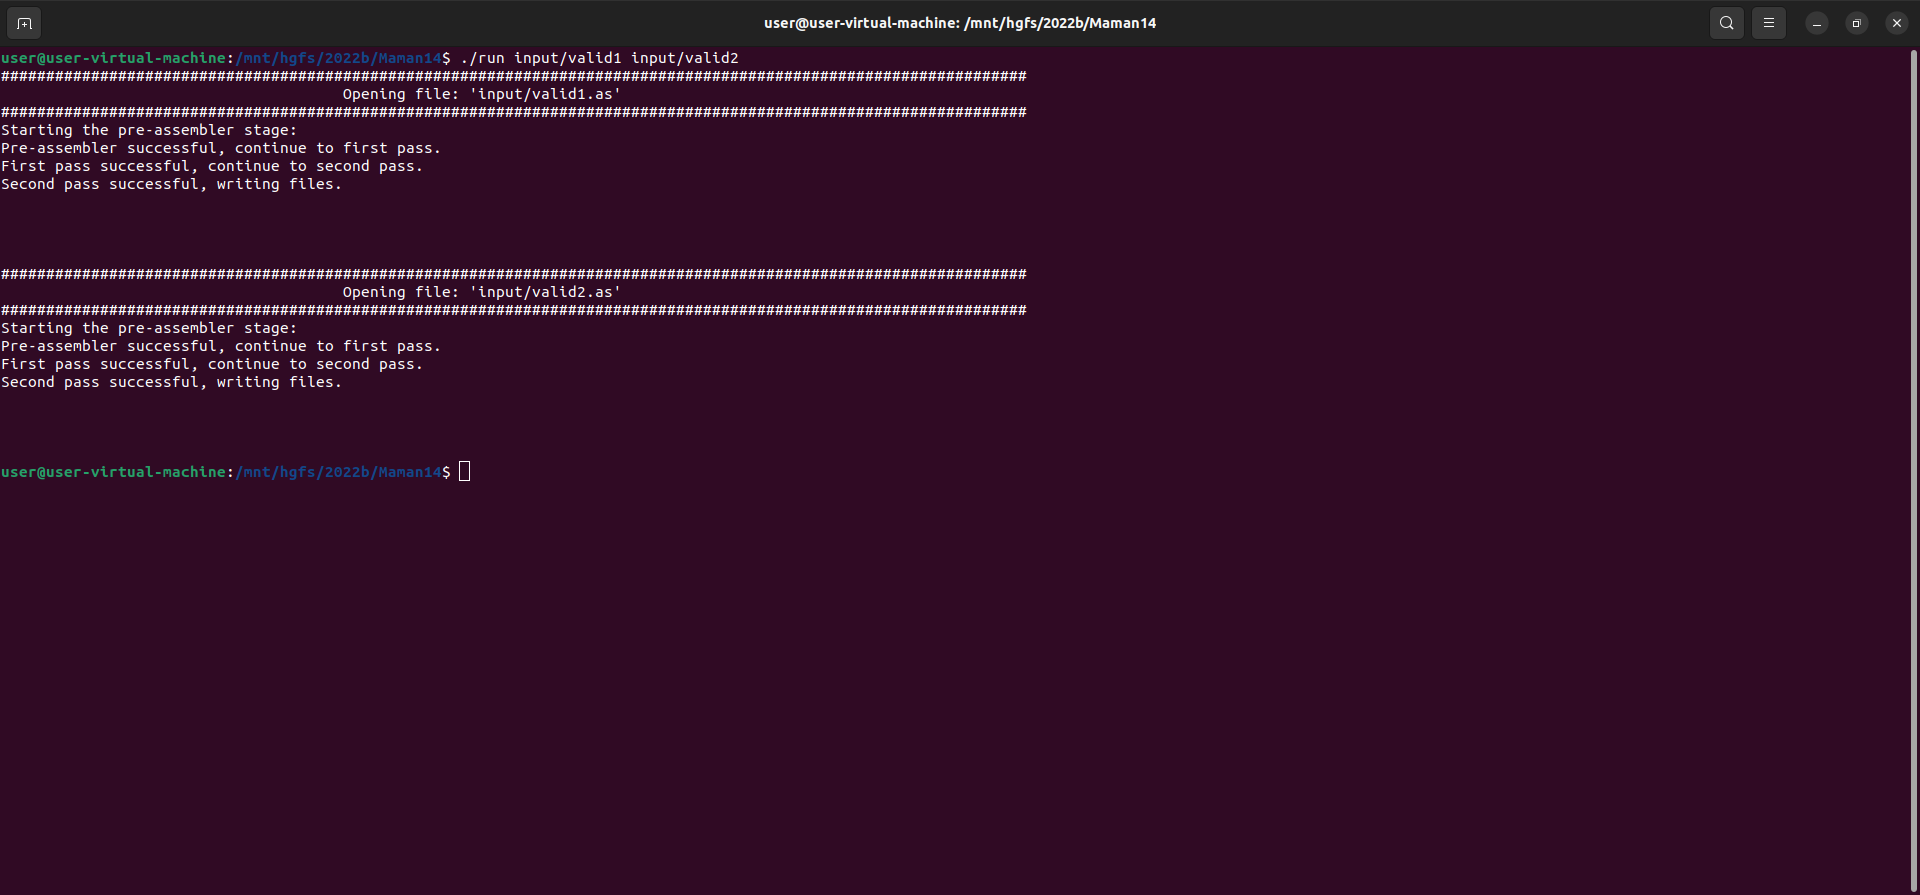 user@user-virtual-machine: /mnt/hgfs/2022b/Maman14
user@user-virtual-machine:/mnt/hgfs/2022b/Maman14$ ./run input/valid1 input/valid2
##################################################################################################################
Opening file: 'input/valid1.as'
##################################################################################################################
Starting the pre-assembler stage:
Pre-assembler successful, continue to first pass.
First pass successful, continue to second pass.
Second pass successful, writing files.
##################################################################################################################
Opening file: 'input/valid2.as'
##################################################################################################################
Starting the pre-assembler stage:
Pre-assembler successful, continue to first pass.
First pass successful, continue to second pass.
Second pass successful, writing files.
user@user-virtual-machine:/mnt/hgfs/2022b/Maman14$